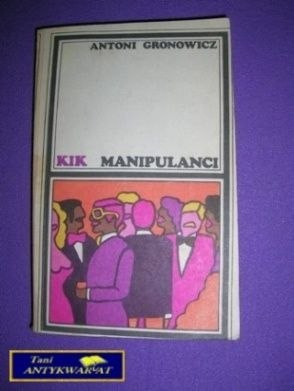 ANTONI GRONOWICZ
KIK MANIPULANCI
Tani
ANTYKWARIAT